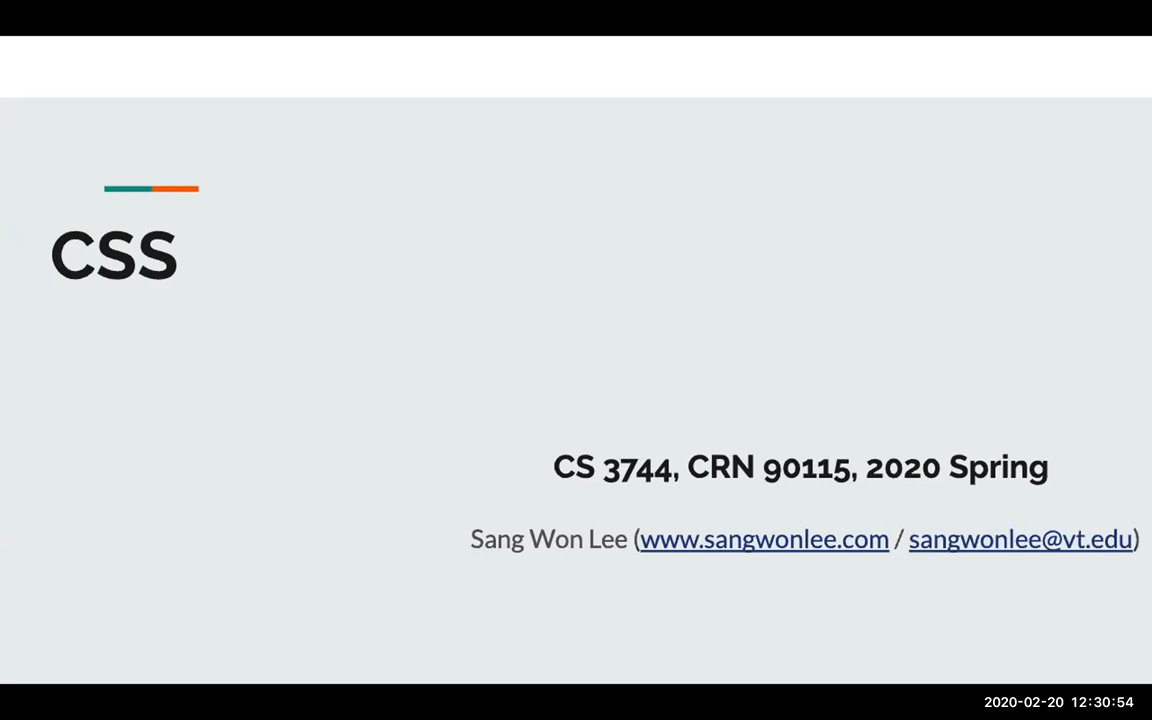 CSS
CS 3744, CRN 90115, 2020 Spring
Sang Won Lee (www.sangwonlee.com / sangwonlee@vt.edu)
2020-02-20 12:30:54